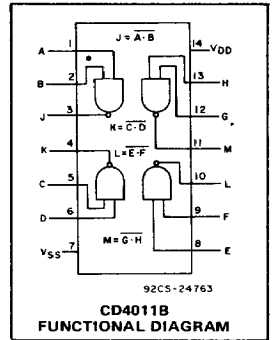 J = A·B
A 1
14 VDD
B 2
13 H
J 3
12 G
K = C·D
K 4
11 M
L = E·F
10 L
C 5
9 F
D 6
8 E
M = G·H
VSS 7
92CS-24763
CD4011B
FUNCTIONAL DIAGRAM